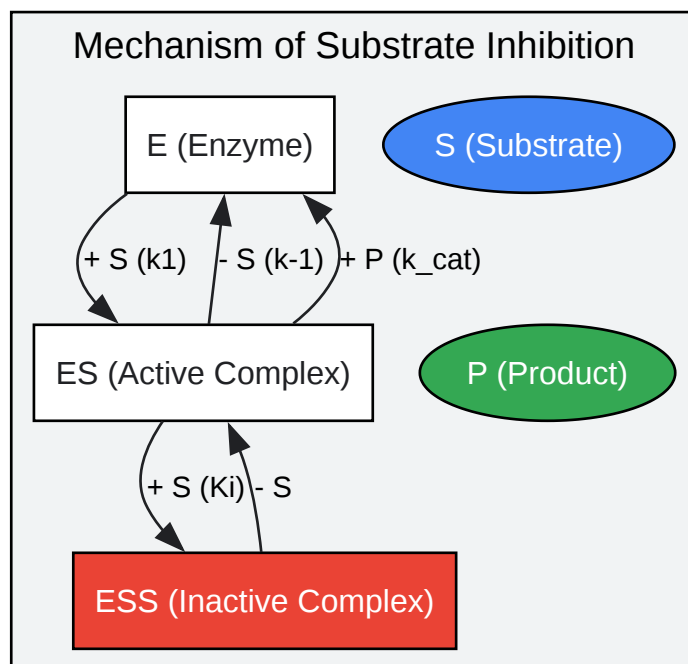 Mechanism of Substrate Inhibition
E (Enzyme)
S (Substrate)
+ S (k1)
- S (k-1)
+ P (k_cat)
ES (Active Complex)
P (Product)
+ S (Ki)
- S
ESS (Inactive Complex)